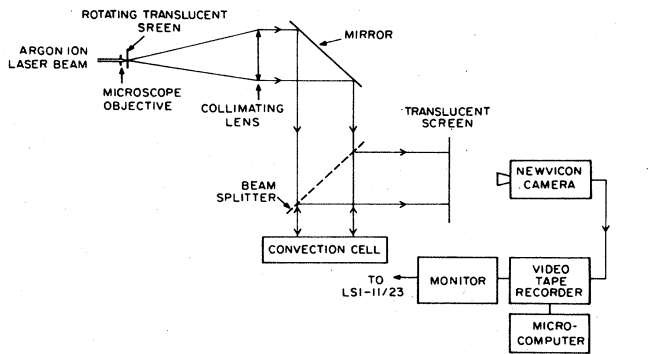 ROTATING TRANSLUCENT
SREEN
ARGON ION
LASER BEAM
MICROSCOPE
OBJECTIVE
COLLIMATING
LENS
MIRROR
TRANSLUCENT
SCREEN
BEAM
SPLITTER
CONVECTION CELL
NEWVICON
CAMERA
TO
LSI-11/23
MONITOR
VIDEO
TAPE
RECORDER
MICRO-
COMPUTER